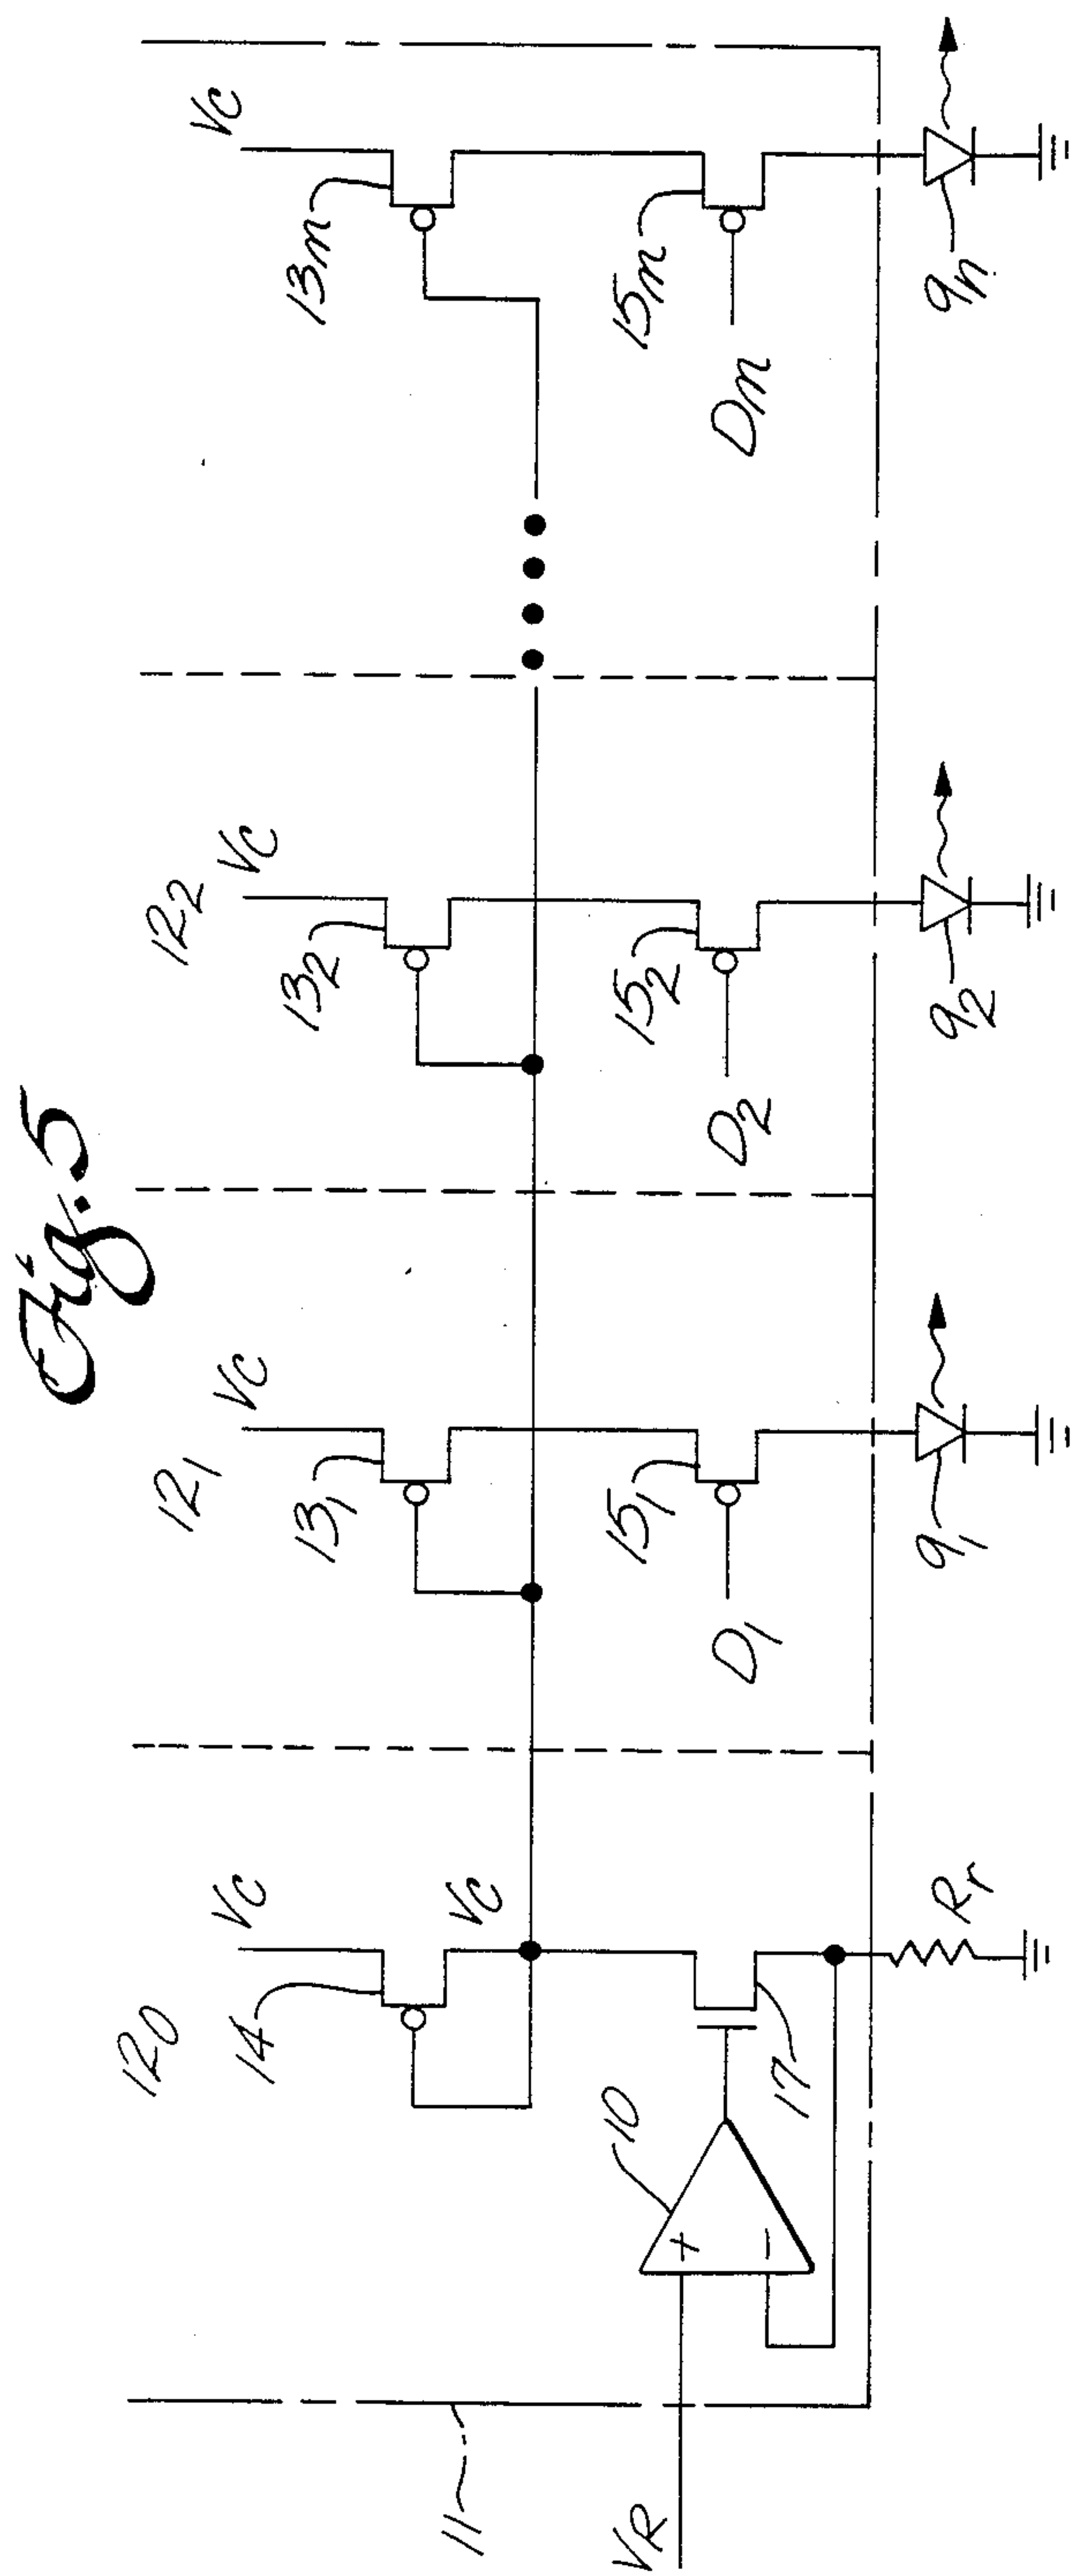 Fig. 5
12₀
12₁
12₂
VC
VC
VC
VC
14
13₁
13₂
13m
VC
10
17
15₁
15₂
15m
D₁
D₂
Dm
11
VR
+
−
Rr
9₁
9₂
9n